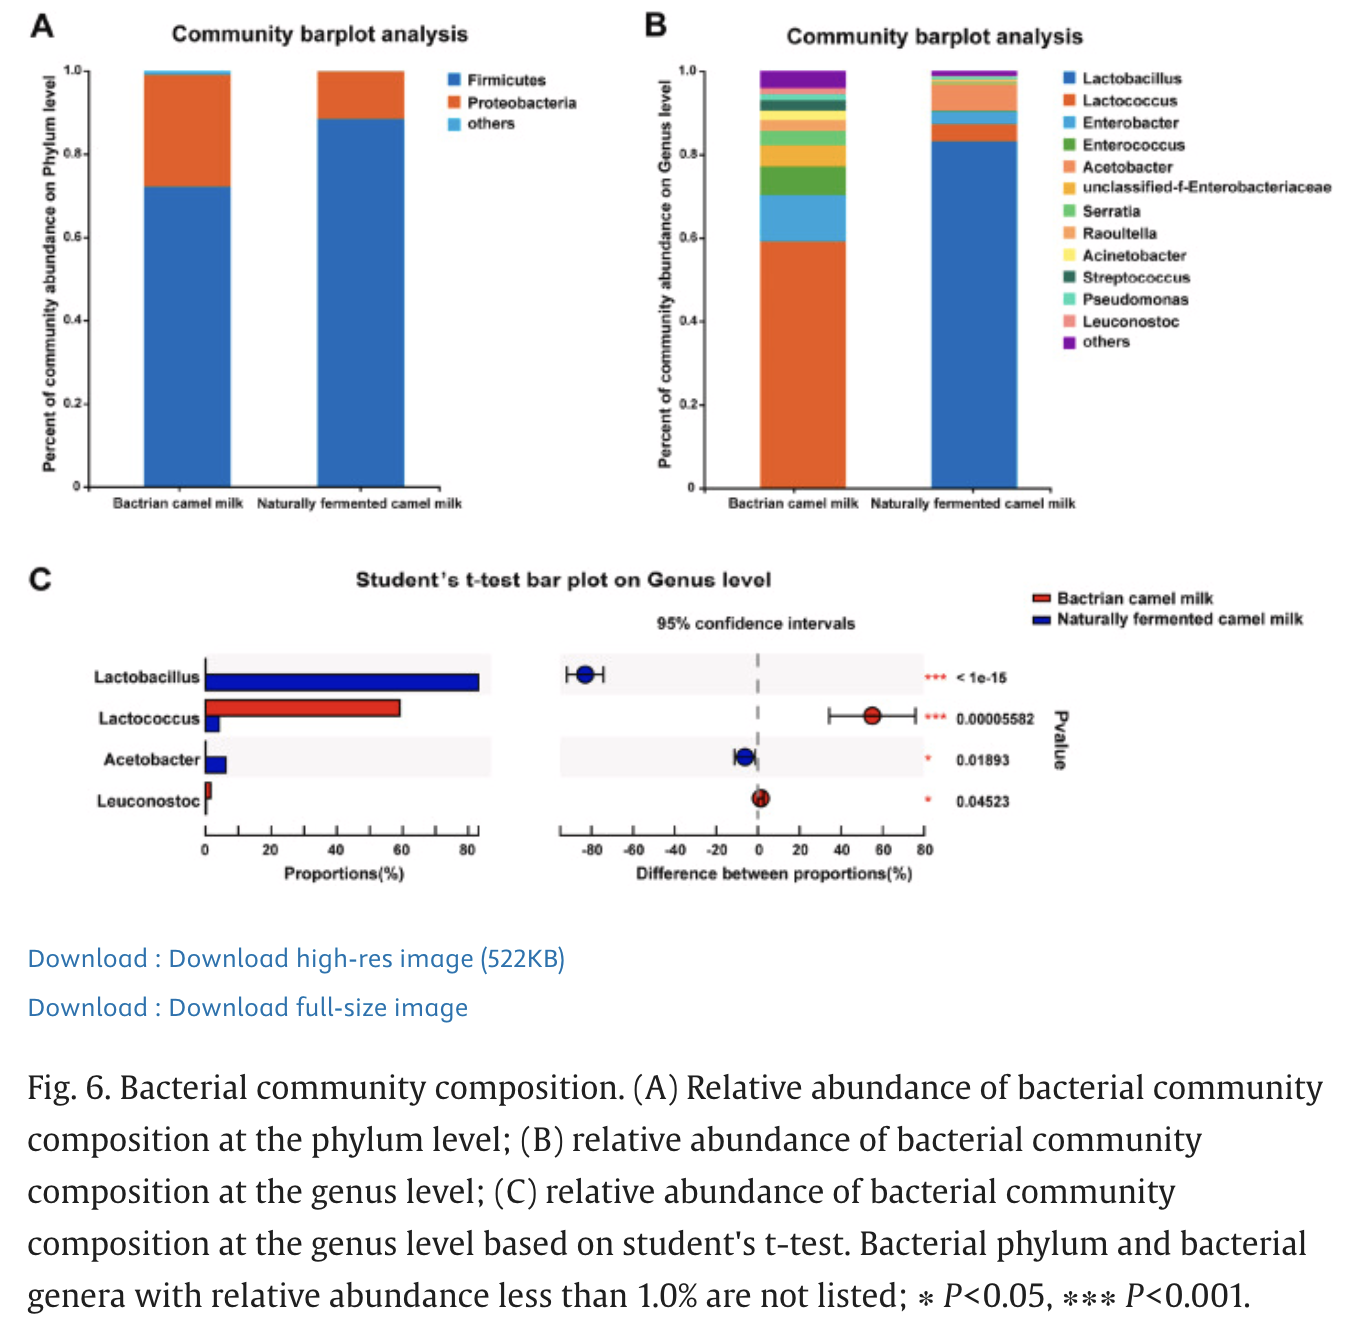 A
Community barplot analysis
Percent of community abundance on Phylum level
1.0
0.8
0.6
0.4
0.2
0
Bactrian camel milk
Naturally fermented camel milk
Firmicutes
Proteobacteria
others
B
Community barplot analysis
Percent of community abundance on Genus level
1.0
0.8
0.6
0.4
0.2
0
Bactrian camel milk
Naturally fermented camel milk
Lactobacillus
Lactococcus
Enterobacter
Enterococcus
Acetobacter
unclassified-f-Enterobacteriaceae
Serratia
Raoultella
Acinetobacter
Streptococcus
Pseudomonas
Leuconostoc
others
C
Student's t-test bar plot on Genus level
95% confidence intervals
Bactrian camel milk
Naturally fermented camel milk
Lactobacillus
*** < 1e-15
Lactococcus
*** 0.00005582
Acetobacter
* 0.01893
Leuconostoc
* 0.04523
Pvalue
0 20 40 60 80
Proportions(%)
-80 -60 -40 -20 0 20 40 60 80
Difference between proportions(%)
Download : Download high-res image (522KB)
Download : Download full-size image
Fig. 6. Bacterial community composition. (A) Relative abundance of bacterial community
composition at the phylum level; (B) relative abundance of bacterial community
composition at the genus level; (C) relative abundance of bacterial community
composition at the genus level based on student's t-test. Bacterial phylum and bacterial
genera with relative abundance less than 1.0% are not listed; * P<0.05, *** P<0.001.